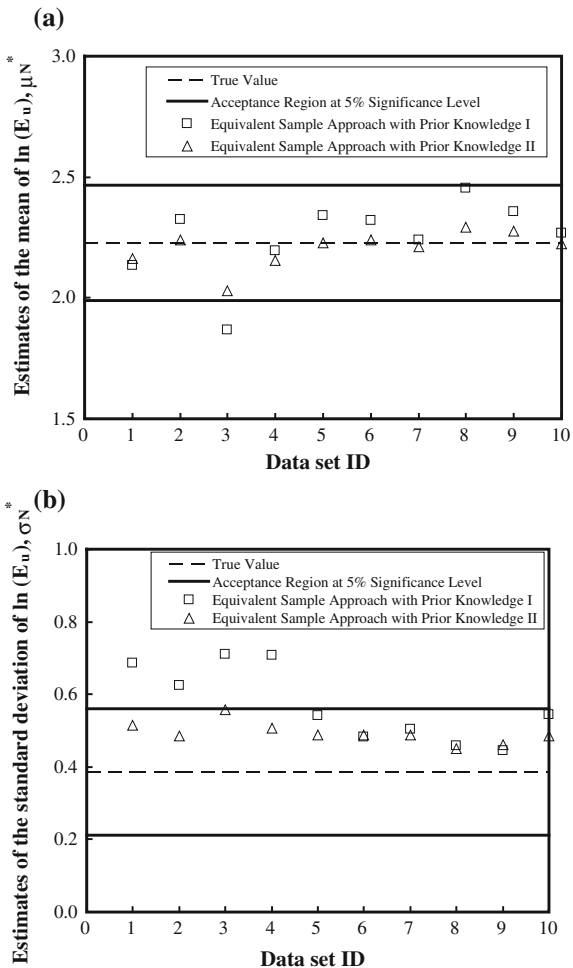 (a)
Estimates of the mean of ln (Eu), μN*
3.0
2.5
2.0
1.5
True Value
Acceptance Region at 5% Significance Level
Equivalent Sample Approach with Prior Knowledge I
Equivalent Sample Approach with Prior Knowledge II
0 1 2 3 4 5 6 7 8 9 10
Data set ID
(b)
Estimates of the standard deviation of ln (Eu), σN*
1.0
0.8
0.6
0.4
0.2
0.0
True Value
Acceptance Region at 5% Significance Level
Equivalent Sample Approach with Prior Knowledge I
Equivalent Sample Approach with Prior Knowledge II
0 1 2 3 4 5 6 7 8 9 10
Data set ID